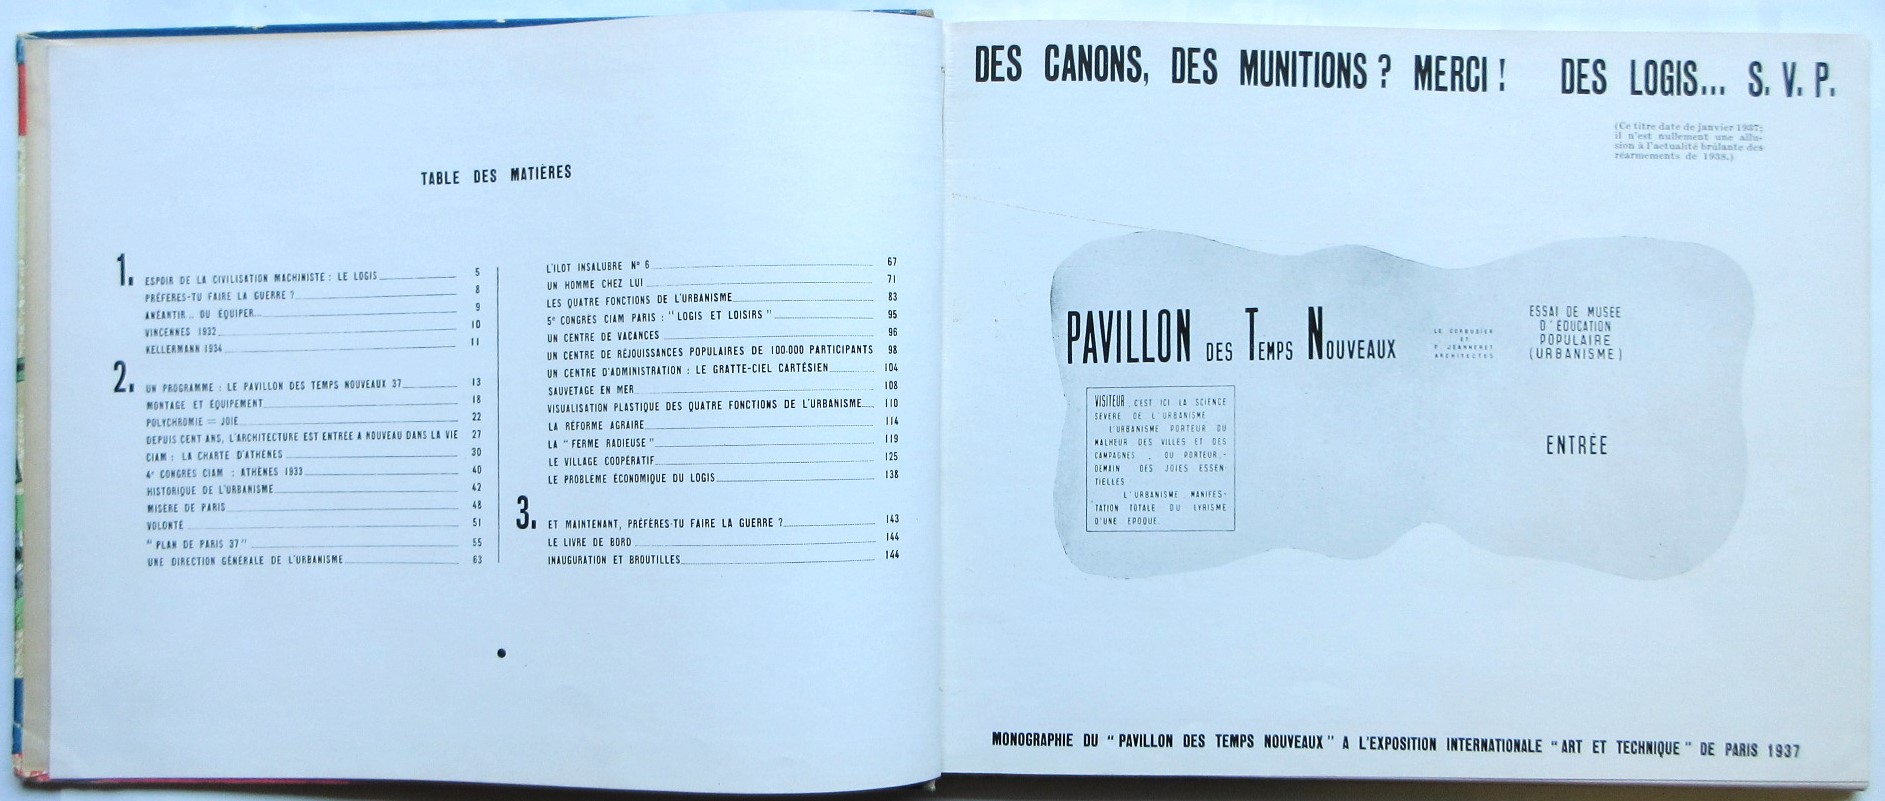 TABLE DES MATIÈRES
1.
ESPOIR DE LA CIVILISATION MACHINISTE : LE LOGIS 5
PRÉFÈRES-TU FAIRE LA GUERRE ? 8
ANÉANTIR... OU ÉQUIPER... 9
VINCENNES 1932 10
KELLERMANN 1934 11
2.
UN PROGRAMME : LE PAVILLON DES TEMPS NOUVEAUX 37 13
MONTAGE ET ÉQUIPEMENT 18
POLYCHROMIE = JOIE 22
DEPUIS CENT ANS, L'ARCHITECTURE EST ENTRÉE A NOUVEAU DANS LA VIE 27
CIAM : LA CHARTE D'ATHÈNES 30
4e CONGRÈS CIAM : ATHÈNES 1933 40
HISTORIQUE DE L'URBANISME 42
MISÈRE DE PARIS 48
VOLONTÉ 51
" PLAN DE PARIS 37 " 55
UNE DIRECTION GÉNÉRALE DE L'URBANISME 63
L'ILOT INSALUBRE N° 6 67
UN HOMME CHEZ LUI 71
LES QUATRE FONCTIONS DE L'URBANISME 83
5e CONGRÈS CIAM PARIS : " LOGIS ET LOISIRS " 95
UN CENTRE DE VACANCES 96
UN CENTRE DE RÉJOUISSANCES POPULAIRES DE 100.000 PARTICIPANTS 98
UN CENTRE D'ADMINISTRATION : LE GRATTE-CIEL CARTÉSIEN 104
SAUVETAGE EN MER 108
VISUALISATION PLASTIQUE DES QUATRE FONCTIONS DE L'URBANISME 110
LA RÉFORME AGRAIRE 114
LA " FERME RADIEUSE " 119
LE VILLAGE COOPÉRATIF 125
LE PROBLÈME ÉCONOMIQUE DU LOGIS 138
3.
ET MAINTENANT, PRÉFÈRES-TU FAIRE LA GUERRE ? 143
LE LIVRE DE BORD 144
INAUGURATION ET BROUTILLES 144
DES CANONS, DES MUNITIONS ? MERCI ! DES LOGIS... S. V. P.
(Ce titre date de janvier 1937;
il n'est nullement une allu-
sion à l'actualité brûlante des
réarmements de 1938.)
PAVILLON DES TEMPS NOUVEAUX
LE CORBUSIER
ET
P. JEANNERET
ARCHITECTES
ESSAI DE MUSÉE
D'ÉDUCATION
POPULAIRE
(URBANISME)
VISITEUR, C'EST ICI LA SCIENCE
SÉVÈRE DE L'URBANISME
L'URBANISME PORTEUR DU
MALHEUR DES VILLES ET DES
CAMPAGNES, OU PORTEUR,-
DEMAIN DES JOIES ESSEN-
TIELLES
L'URBANISME MANIFES-
TATION TOTALE DU LYRISME
D'UNE ÉPOQUE.
ENTRÉE
MONOGRAPHIE DU " PAVILLON DES TEMPS NOUVEAUX " A L'EXPOSITION INTERNATIONALE " ART ET TECHNIQUE " DE PARIS 1937